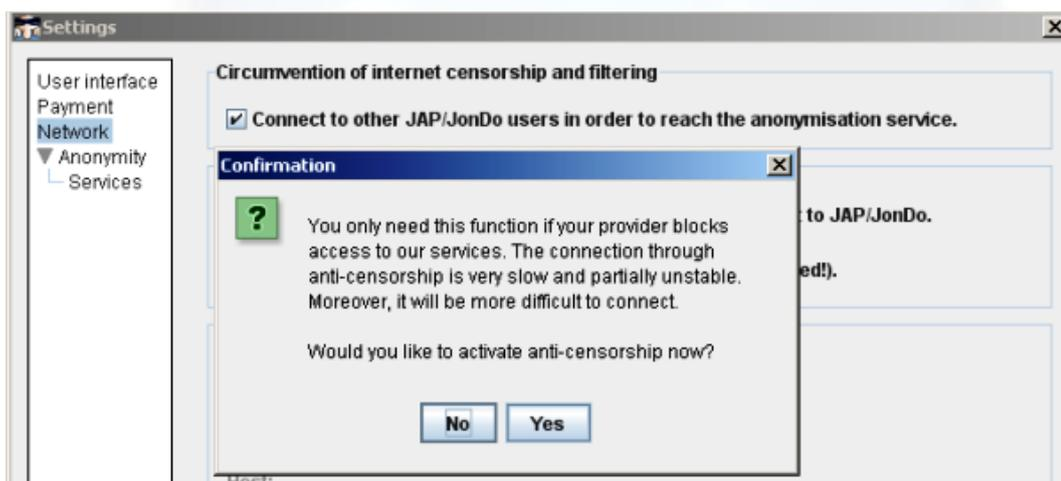 Settings
User interface
Payment
Network
Anonymity
Services
Circumvention of internet censorship and filtering
Connect to other JAP/JonDo users in order to reach the anonymisation service.
Confirmation
?
You only need this function if your provider blocks
access to our services. The connection through
anti-censorship is very slow and partially unstable.
Moreover, it will be more difficult to connect.
Would you like to activate anti-censorship now?
No
Yes
to JAP/JonDo.
ed!).